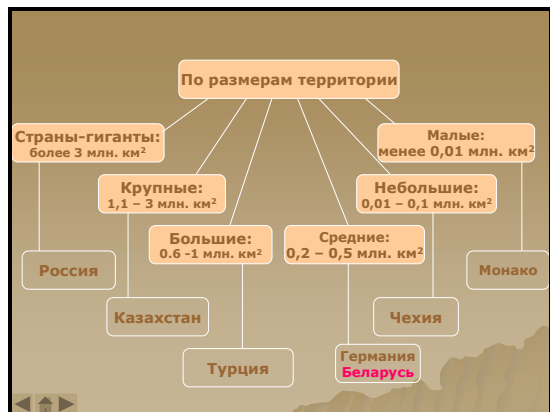 По размерам территории
Страны-гиганты:
более 3 млн. км²
Малые:
менее 0,01 млн. км²
Крупные:
1,1 – 3 млн. км²
Небольшие:
0,01 – 0,1 млн. км²
Большие:
0.6 -1 млн. км²
Средние:
0,2 – 0,5 млн. км²
Россия
Монако
Казахстан
Чехия
Турция
Германия
Беларусь